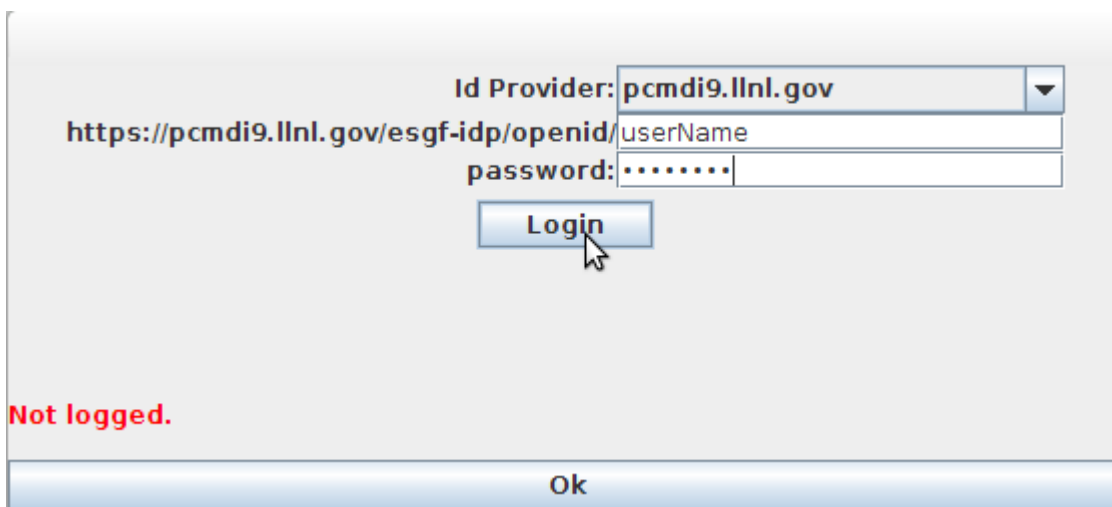 Id Provider: pcmdi9.llnl.gov
https://pcmdi9.llnl.gov/esgf-idp/openid/userName
password: ••••••••
Login
Not logged.
Ok